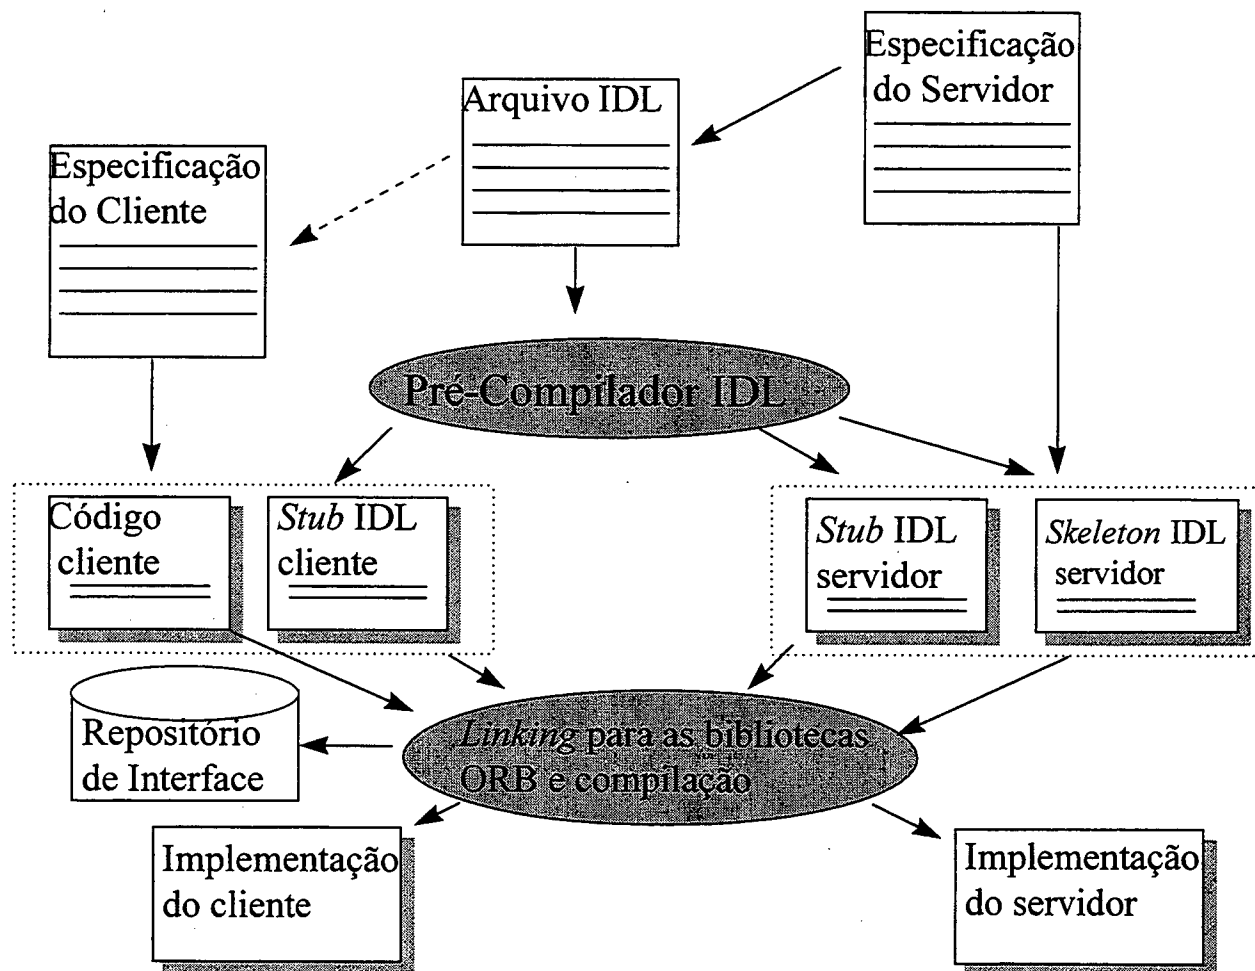 Especificação
do Servidor
Arquivo IDL
Especificação
do Cliente
Pré-Compilador IDL
Código
cliente
Stub IDL
cliente
Stub IDL
servidor
Skeleton IDL
servidor
Repositório
de Interface
Linking para as bibliotecas
ORB e compilação
Implementação
do cliente
Implementação
do servidor